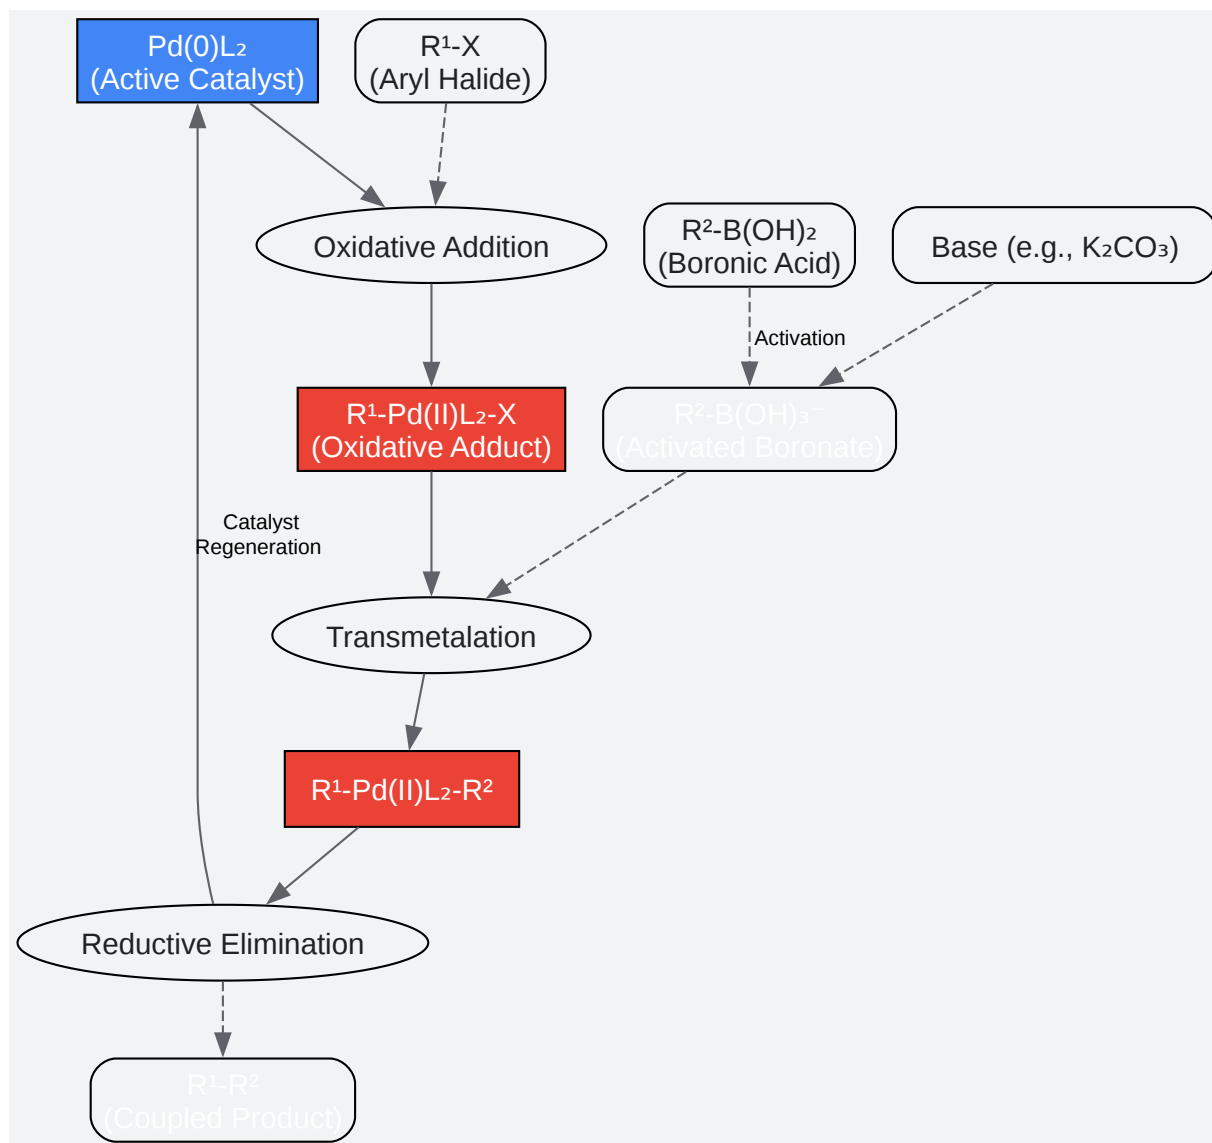 Pd(0)L₂
(Active Catalyst)
R¹-X
(Aryl Halide)
Oxidative Addition
R²-B(OH)₂
(Boronic Acid)
Base (e.g., K₂CO₃)
Activation
R¹-Pd(II)L₂-X
(Oxidative Adduct)
R²-B(OH)₃⁻
(Activated Boronate)
Catalyst
Regeneration
Transmetalation
R¹-Pd(II)L₂-R²
Reductive Elimination
R¹-R²
(Coupled Product)